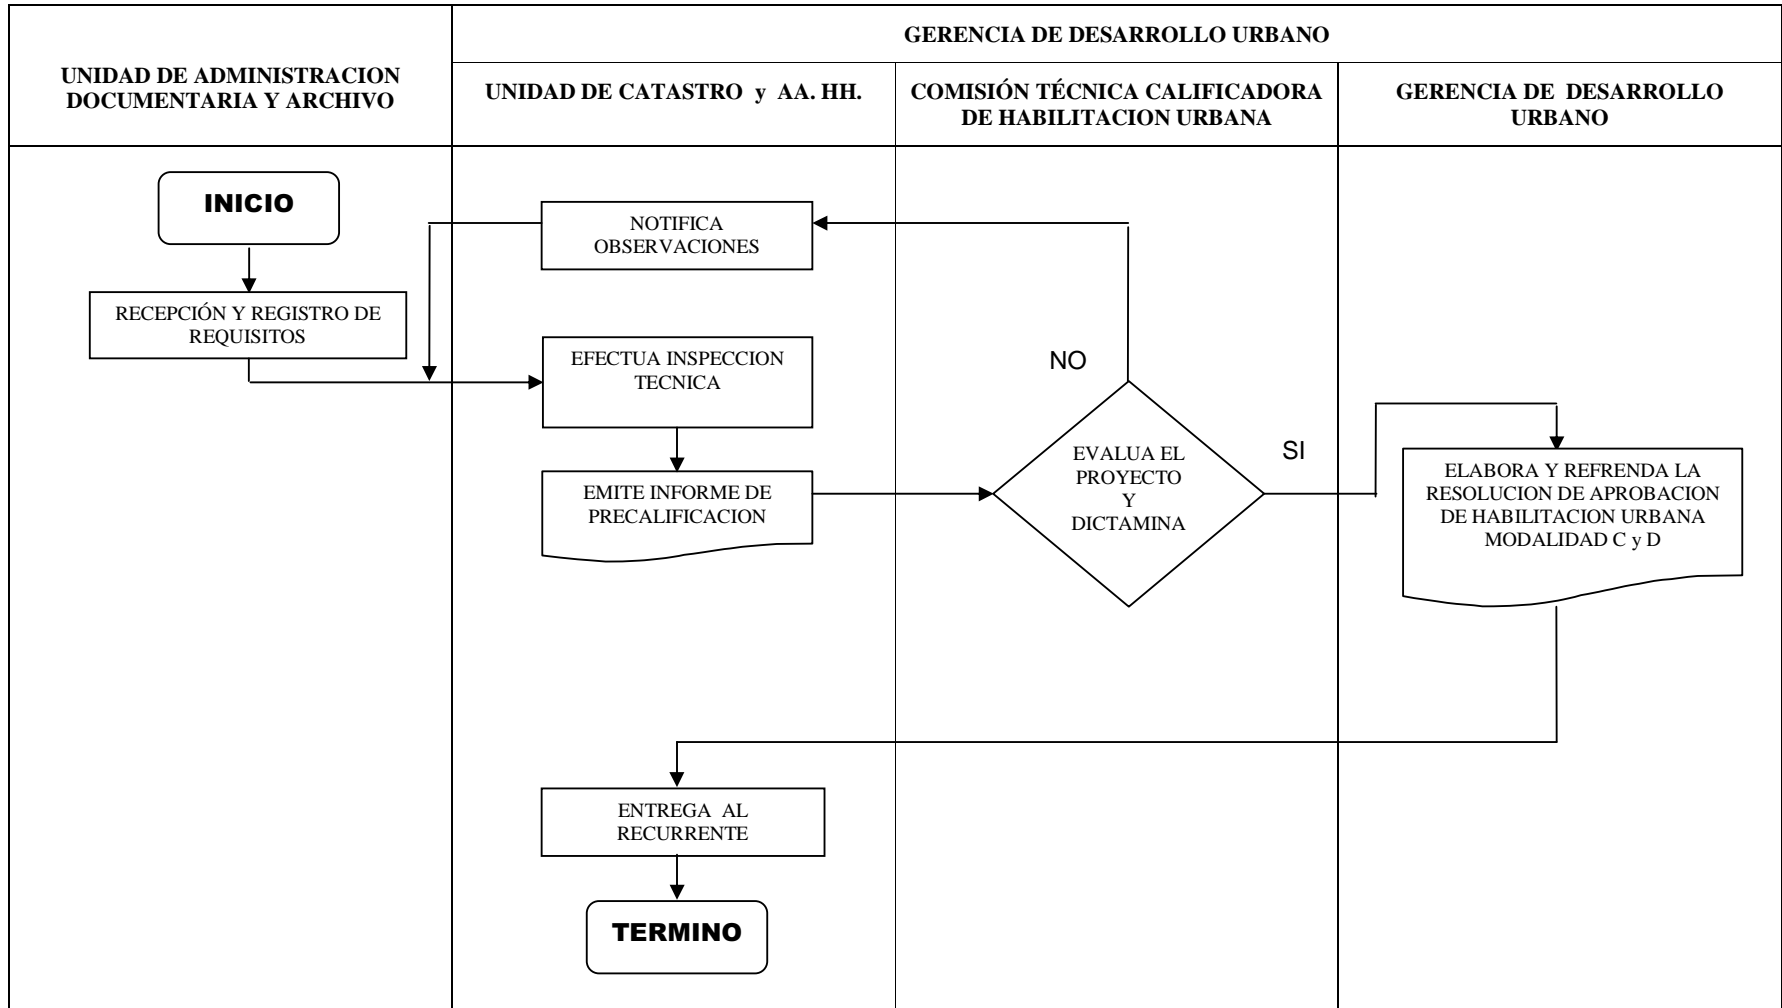 GERENCIA DE DESARROLLO URBANO
UNIDAD DE ADMINISTRACION
DOCUMENTARIA Y ARCHIVO
UNIDAD DE CATASTRO y AA. HH.
COMISIÓN TÉCNICA CALIFICADORA
DE HABILITACION URBANA
GERENCIA DE DESARROLLO
URBANO
INICIO
NOTIFICA
OBSERVACIONES
RECEPCIÓN Y REGISTRO DE
REQUISITOS
EFECTUA INSPECCION
TECNICA
NO
SI
EMITE INFORME DE
PRECALIFICACION
EVALUA EL
PROYECTO
Y
DICTAMINA
ELABORA Y REFRENDA LA
RESOLUCION DE APROBACION
DE HABILITACION URBANA
MODALIDAD C y D
ENTREGA AL
RECURRENTE
TERMINO